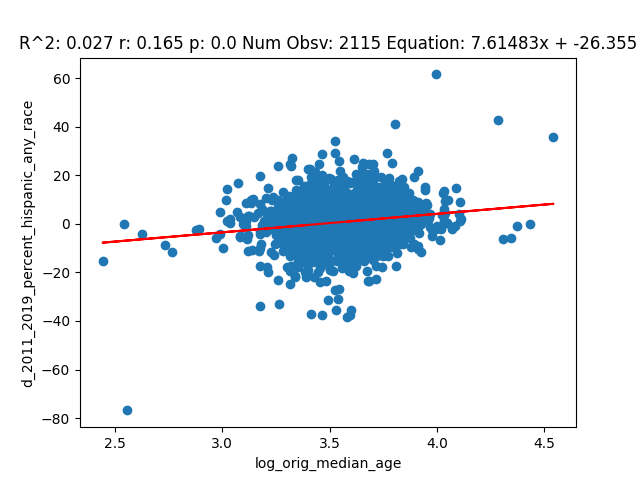 R^2: 0.027 r: 0.165 p: 0.0 Num Obsv: 2115 Equation: 7.61483x + -26.355
d_2011_2019_percent_hispanic_any_race
60
40
20
0
−20
−40
−60
−80
2.5 3.0 3.5 4.0 4.5
log_orig_median_age